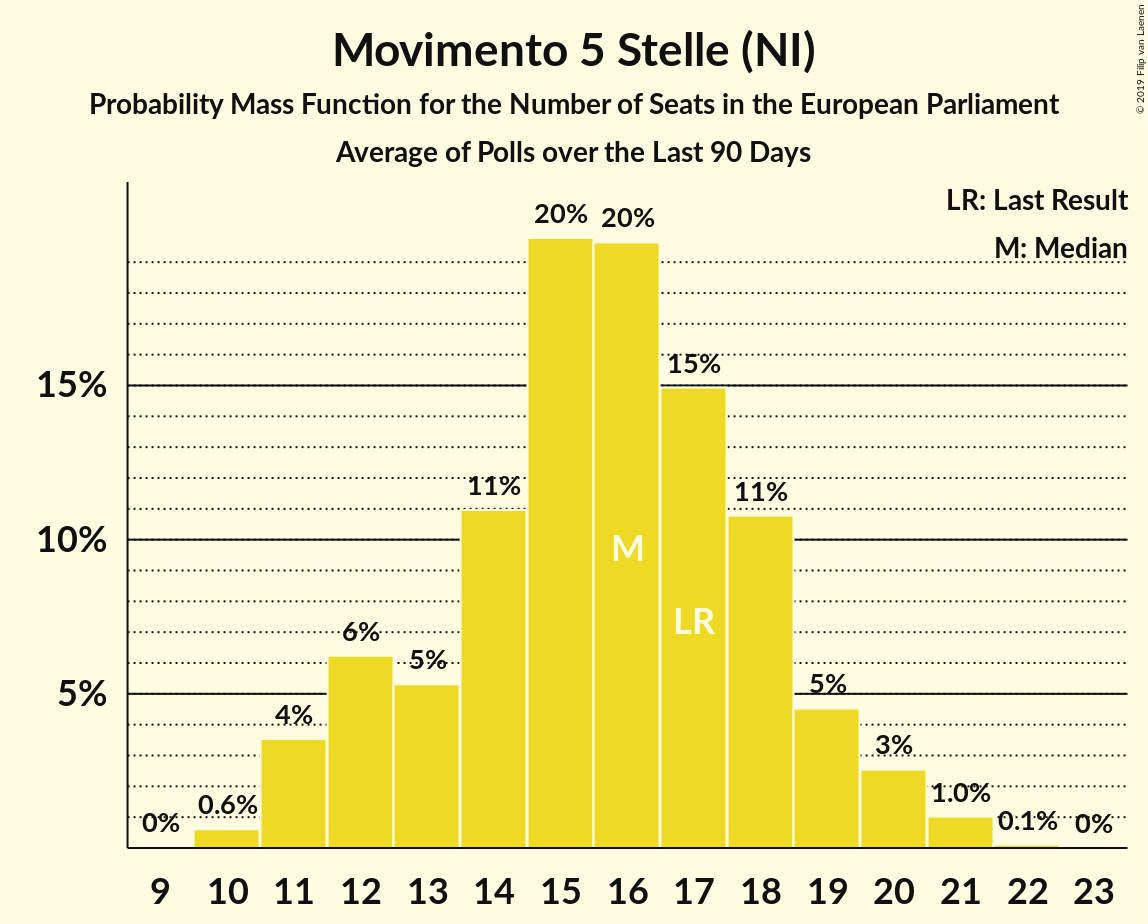 Movimento 5 Stelle (NI)
Probability Mass Function for the Number of Seats in the European Parliament
Average of Polls over the Last 90 Days
© 2019 Filip van Laenen
LR: Last Result
M: Median
20% 20%
15%
15%
11% 11%
10%
M
LR
6%
5%
5%
5%
4%
3%
1.0%
0.6%
0% 0.1% 0%
9 10 11 12 13 14 15 16 17 18 19 20 21 22 23